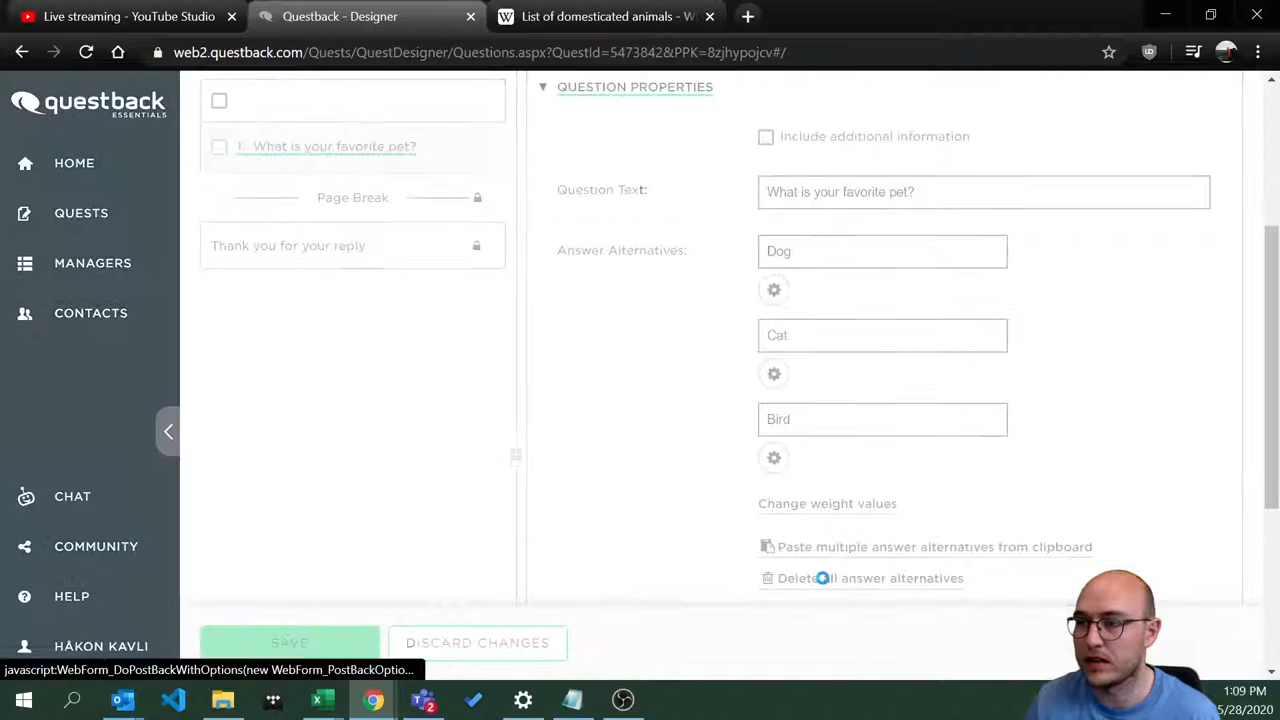 Live streaming - YouTube Studio
Questback - Designer
List of domesticated animals - W
web2.questback.com/Quests/QuestDesigner/Questions.aspx?QuestId=5473842&PPK=8zjhypojcv#/
questback
ESSENTIALS
HOME
QUESTS
MANAGERS
CONTACTS
CHAT
COMMUNITY
HELP
HÅKON KAVLI
1. What is your favorite pet?
Page Break
Thank you for your reply
QUESTION PROPERTIES
Include additional information
Question Text:
What is your favorite pet?
Answer Alternatives:
Dog
Cat
Bird
Change weight values
Paste multiple answer alternatives from clipboard
Delete all answer alternatives
SAVE
DISCARD CHANGES
javascript:WebForm_DoPostBackWithOptions(new WebForm_PostBackOptio...
2
1:09 PM
5/28/2020